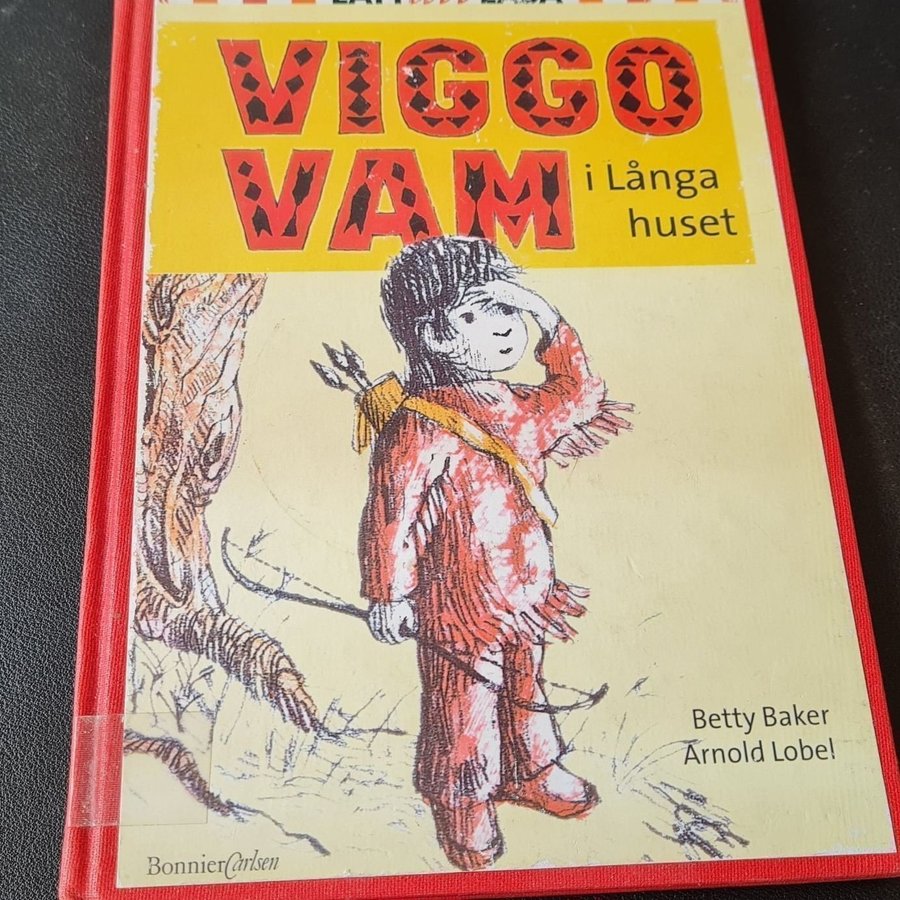 VIGGO
VAM
i Långa
huset
Betty Baker
Arnold Lobel
BonnierCarlsen